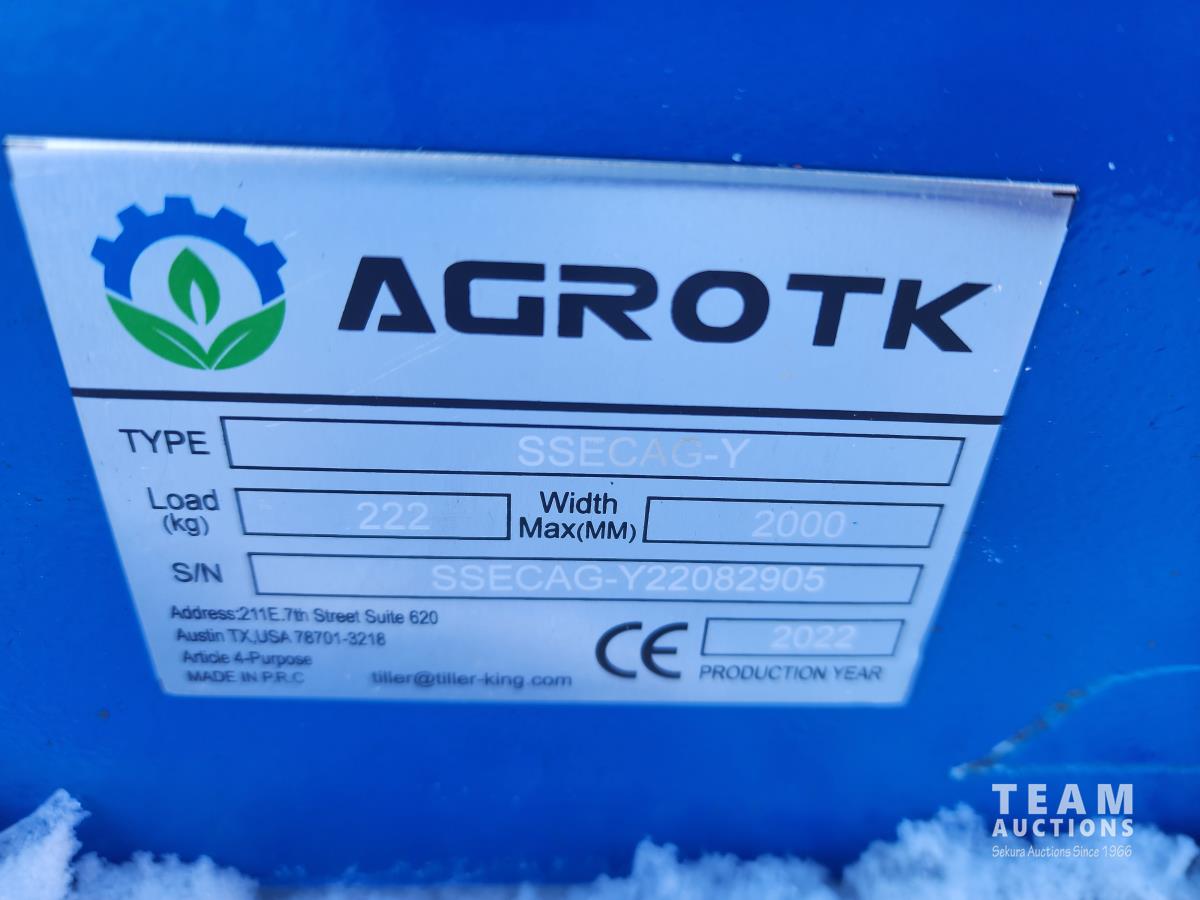 AGROTK
TYPE SSECAG-Y
Load (kg) 222 Width Max(MM) 2000
S/N SSECAG-Y22082905
Address:211E.7th Street Suite 620
Austin TX,USA 78701-3218
Article 4-Purpose
MADE IN P.R.C tiller@tiller-king.com
CE 2022
PRODUCTION YEAR
TEAM
AUCTIONS
Sekura Auctions Since 1966